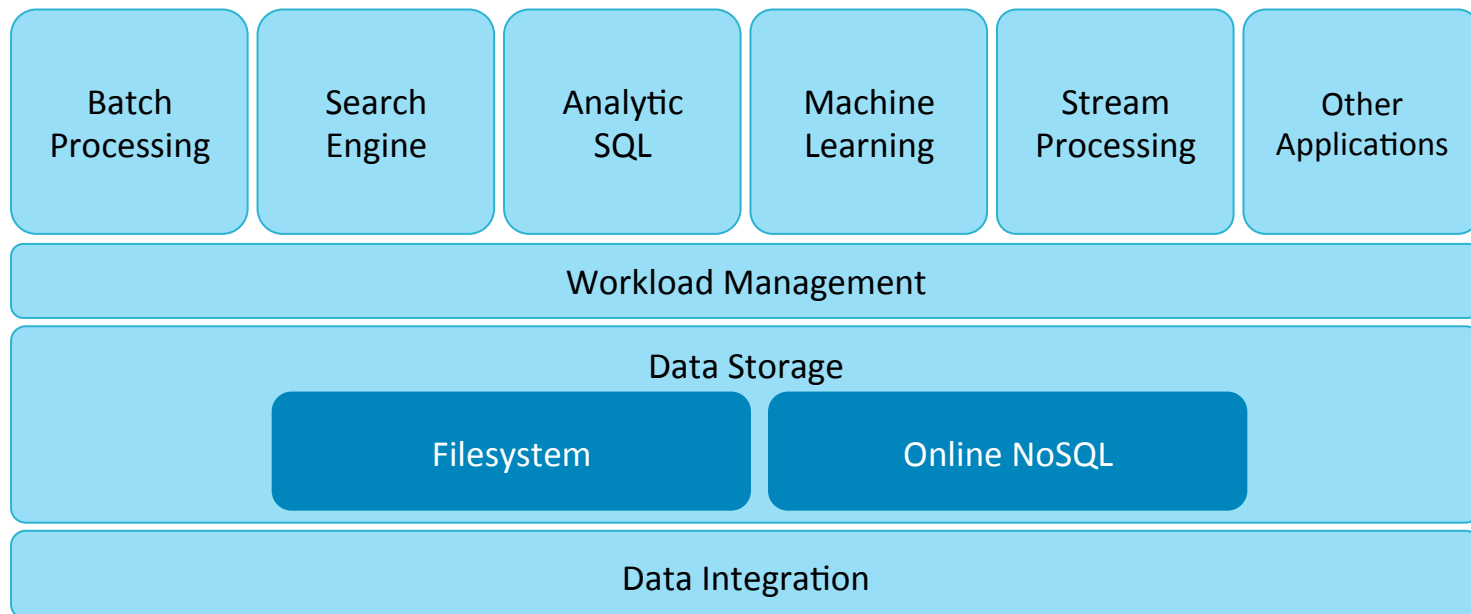 Batch
Processing
Search
Engine
Analytic
SQL
Machine
Learning
Stream
Processing
Other
Applications
Workload Management
Data Storage
Filesystem
Online NoSQL
Data Integration